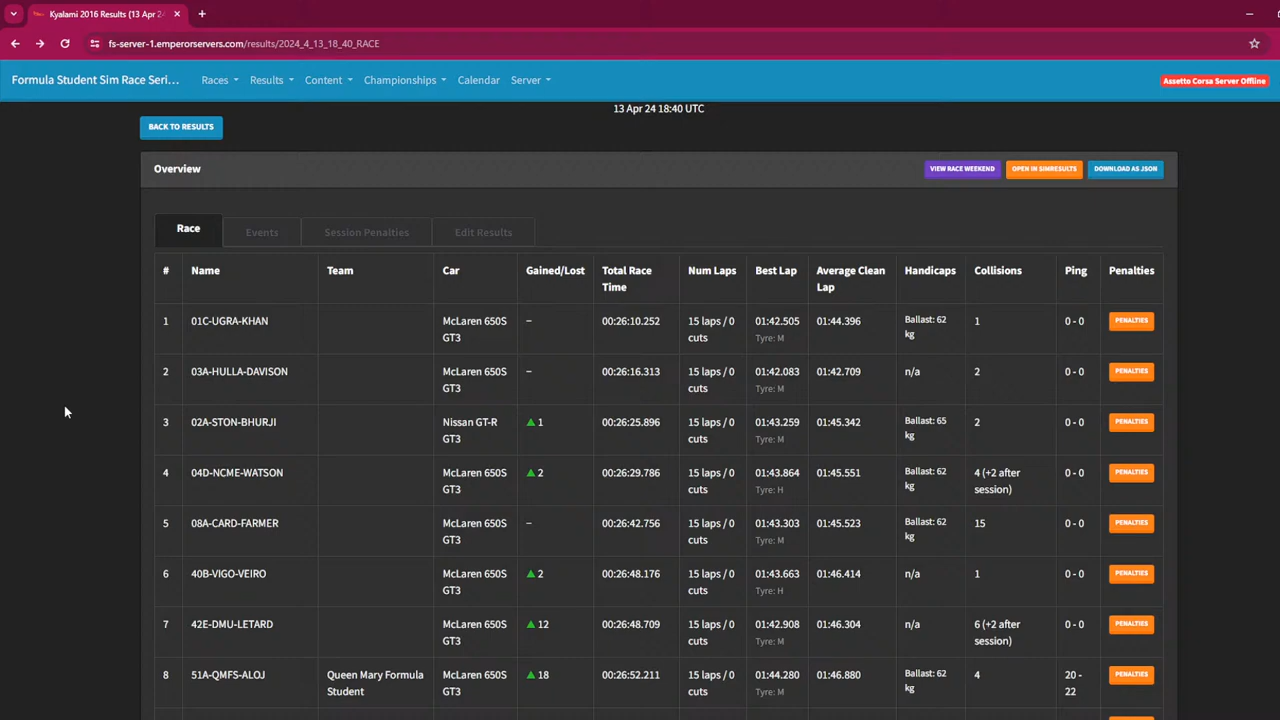 Kyalami 2016 Results (13 Apr 24
fs-server-1.emperorservers.com/results/2024_4_13_18_40_RACE
Formula Student Sim Race Seri... Races Results Content Championships Calendar Server Assetto Corsa Server Offline
13 Apr 24 18:40 UTC
BACK TO RESULTS
Overview VIEW RACE WEEKEND OPEN IN SIMRESULTS DOWNLOAD AS JSON
Race Events Session Penalties Edit Results
# Name Team Car Gained/Lost Total Race Time Num Laps Best Lap Average Clean Lap Handicaps Collisions Ping Penalties
1 01C-UGRA-KHAN McLaren 650S GT3 – 00:26:10.252 15 laps / 0 cuts 01:42.505 Tyre: M 01:44.396 Ballast: 62 kg 1 0 - 0 PENALTIES
2 03A-HULLA-DAVISON McLaren 650S GT3 – 00:26:16.313 15 laps / 0 cuts 01:42.083 Tyre: M 01:42.709 n/a 2 0 - 0 PENALTIES
3 02A-STON-BHURJI Nissan GT-R GT3 ▲ 1 00:26:25.896 15 laps / 0 cuts 01:43.259 Tyre: M 01:45.342 Ballast: 65 kg 2 0 - 0 PENALTIES
4 04D-NCME-WATSON McLaren 650S GT3 ▲ 2 00:26:29.786 15 laps / 0 cuts 01:43.864 Tyre: H 01:45.551 Ballast: 62 kg 4 (+2 after session) 0 - 0 PENALTIES
5 08A-CARD-FARMER McLaren 650S GT3 – 00:26:42.756 15 laps / 0 cuts 01:43.303 Tyre: M 01:45.523 Ballast: 62 kg 15 0 - 0 PENALTIES
6 40B-VIGO-VEIRO McLaren 650S GT3 ▲ 2 00:26:48.176 15 laps / 0 cuts 01:43.663 Tyre: H 01:46.414 n/a 1 0 - 0 PENALTIES
7 42E-DMU-LETARD McLaren 650S GT3 ▲ 12 00:26:48.709 15 laps / 0 cuts 01:42.908 Tyre: M 01:46.304 n/a 6 (+2 after session) 0 - 0 PENALTIES
8 51A-QMFS-ALOJ Queen Mary Formula Student McLaren 650S GT3 ▲ 18 00:26:52.211 15 laps / 0 cuts 01:44.280 Tyre: M 01:46.880 Ballast: 62 kg 4 20 - 22 PENALTIES